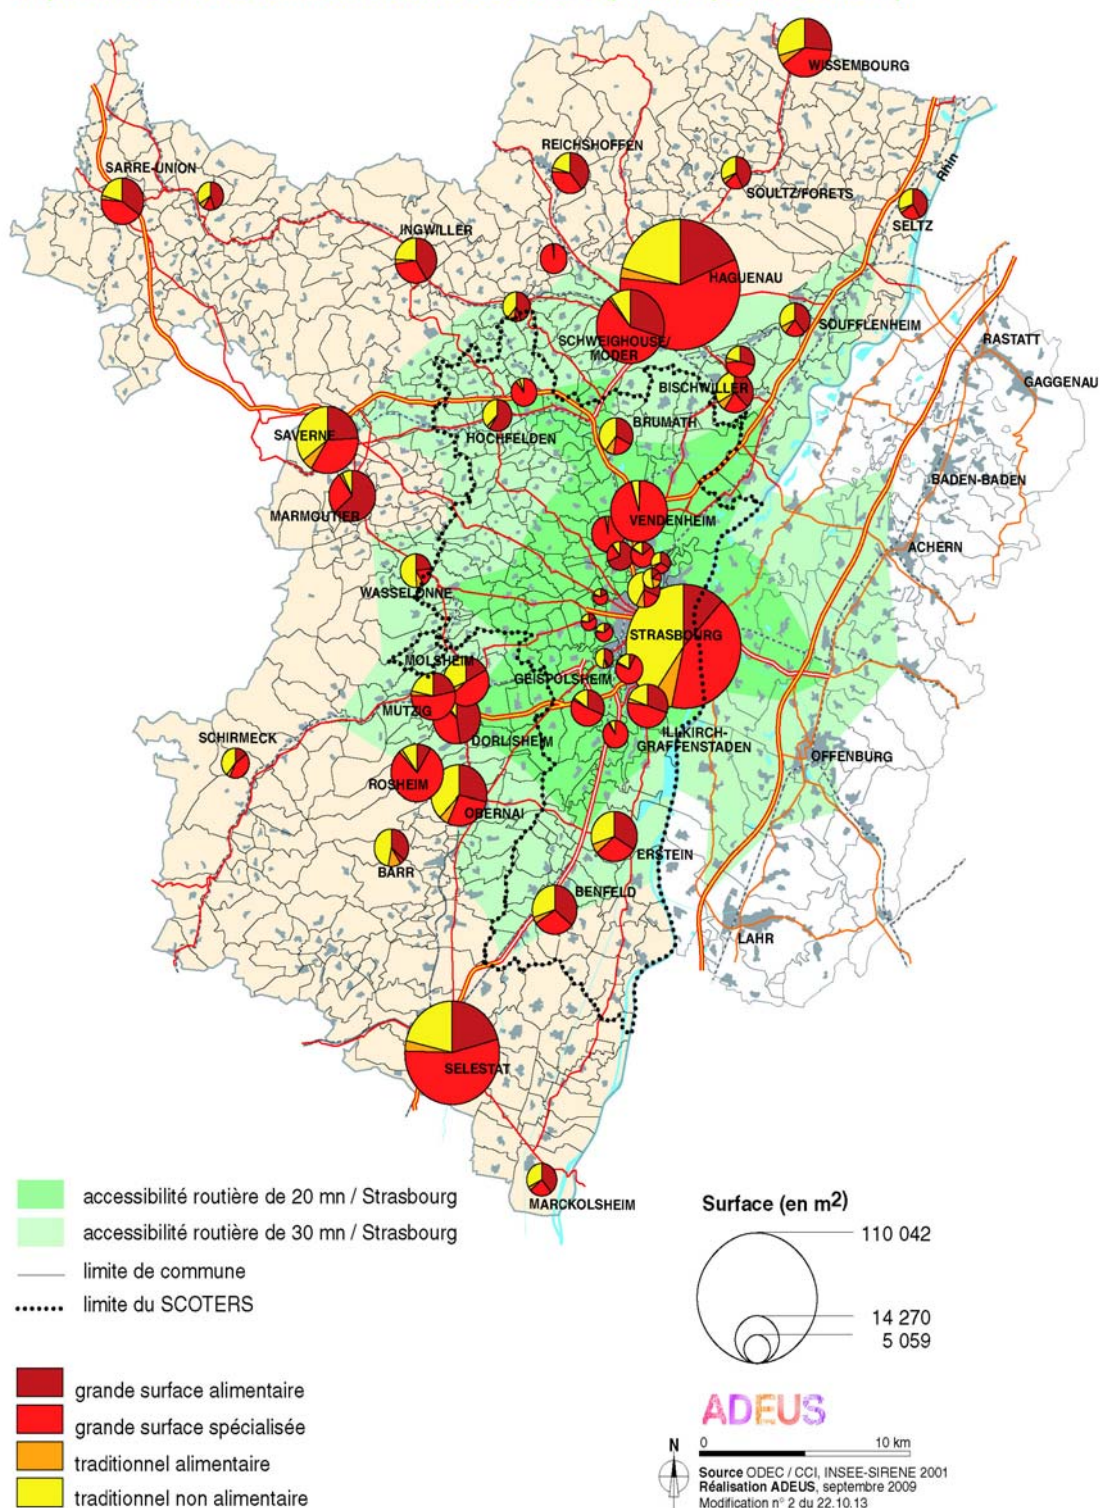 WISSEMBOURG
REICHSHOFFEN
SARRE-UNION
SOULTZ/FORETS
Rhin
SELTZ
INGWILLER
HAGUENAU
SOUFFLENHEIM
SCHWEIGHOUSE/
MODER
RASTATT
GAGGENAU
BISCHWILLER
BRUMATH
HOCHFELDEN
SAVERNE
BADEN-BADEN
MARMOUTIER
VENDENHEIM
ACHERN
WASSELONNE
STRASBOURG
MOLSHEIM
GEISPOLSHEIM
MUTZIG
SCHIRMECK
DORLISHEIM
ILLKIRCH-
GRAFFENSTADEN
OFFENBURG
ROSHEIM
OBERNAI
ERSTEIN
BARR
BENFELD
LAHR
SELESTAT
MARCKOLSHEIM
accessibilité routière de 20 mn / Strasbourg
accessibilité routière de 30 mn / Strasbourg
limite de commune
limite du SCOTERS
grande surface alimentaire
grande surface spécialisée
traditionnel alimentaire
traditionnel non alimentaire
Surface (en m2)
110 042
14 270
5 059
ADEUS
N
0 10 km
Source ODEC / CCI, INSEE-SIRENE 2001
Réalisation ADEUS, septembre 2009
Modification n° 2 du 22.10.13